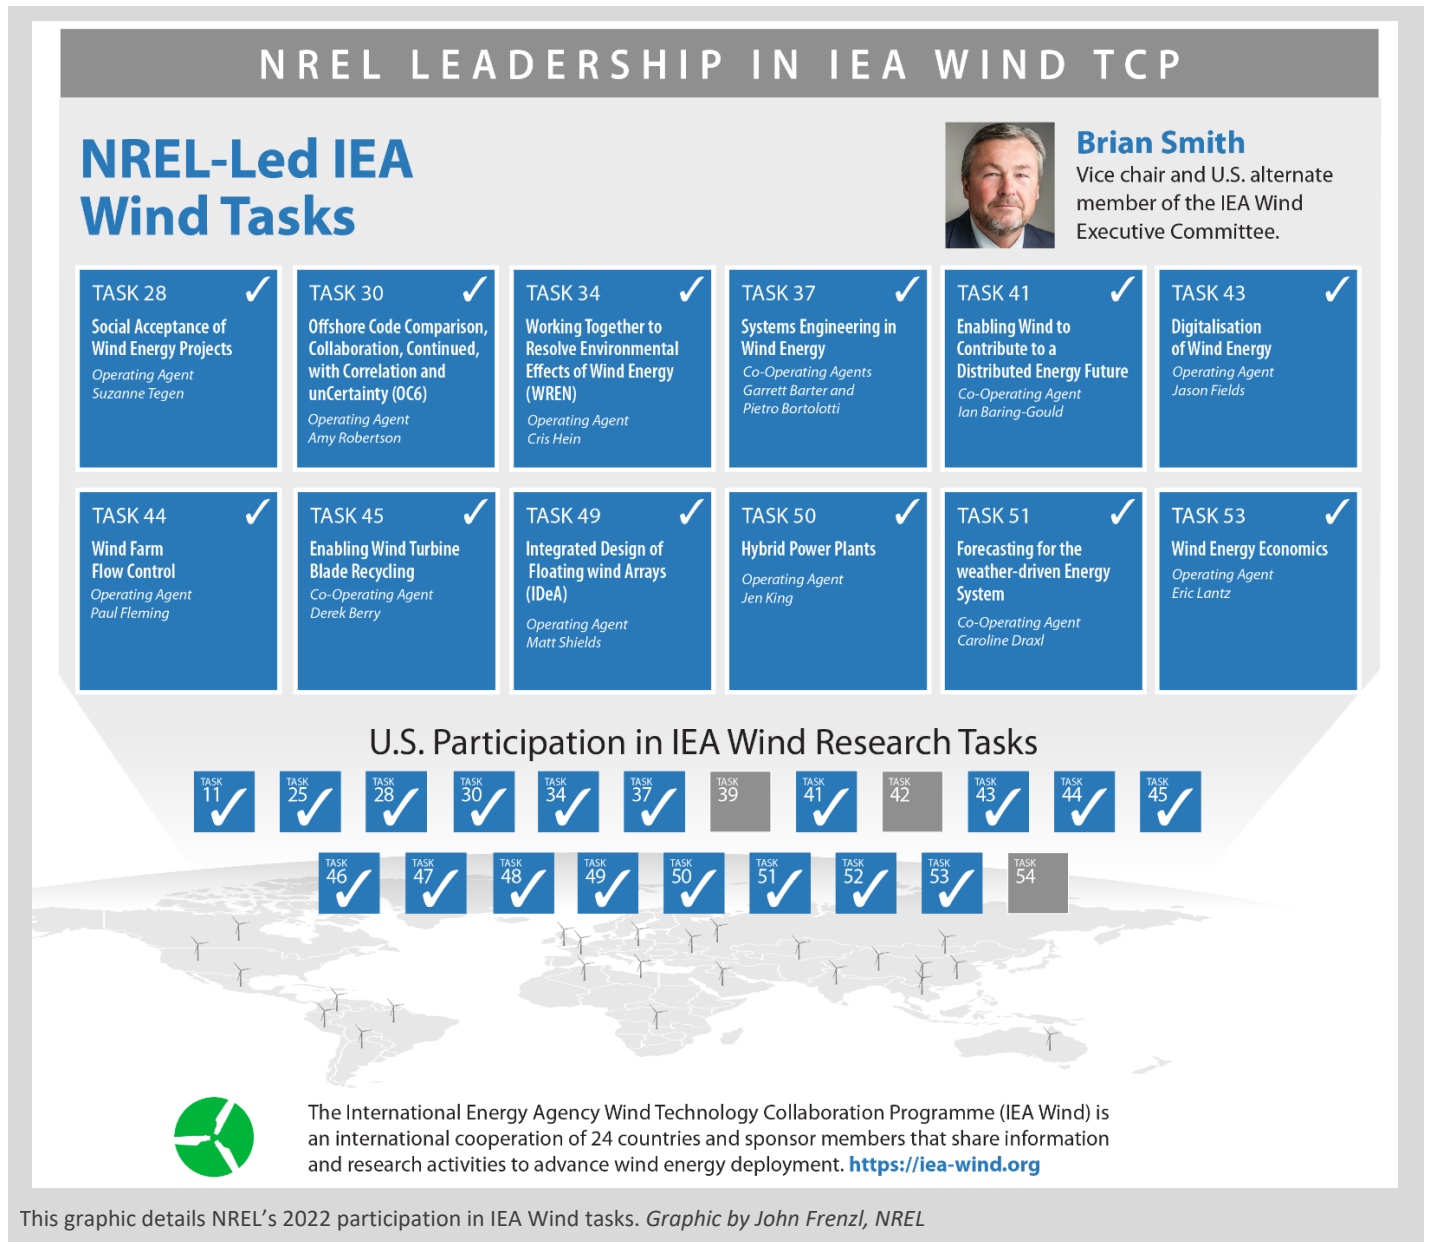 NREL LEADERSHIP IN IEA WIND TCP
NREL-Led IEA
Wind Tasks
Brian Smith
Vice chair and U.S. alternate
member of the IEA Wind
Executive Committee.
TASK 28
Social Acceptance of
Wind Energy Projects
Operating Agent
Suzanne Tegen
TASK 30
Offshore Code Comparison,
Collaboration, Continued,
with Correlation and
unCertainty (OC6)
Operating Agent
Amy Robertson
TASK 34
Working Together to
Resolve Environmental
Effects of Wind Energy
(WREN)
Operating Agent
Cris Hein
TASK 37
Systems Engineering in
Wind Energy
Co-Operating Agents
Garrett Barter and
Pietro Bortolotti
TASK 41
Enabling Wind to
Contribute to a
Distributed Energy Future
Co-Operating Agent
Ian Baring-Gould
TASK 43
Digitalisation
of Wind Energy
Operating Agent
Jason Fields
TASK 44
Wind Farm
Flow Control
Operating Agent
Paul Fleming
TASK 45
Enabling Wind Turbine
Blade Recycling
Co-Operating Agent
Derek Berry
TASK 49
Integrated Design of
Floating wind Arrays
(IDeA)
Operating Agent
Matt Shields
TASK 50
Hybrid Power Plants
Operating Agent
Jen King
TASK 51
Forecasting for the
weather-driven Energy
System
Co-Operating Agent
Caroline Draxl
TASK 53
Wind Energy Economics
Operating Agent
Eric Lantz
U.S. Participation in IEA Wind Research Tasks
TASK
11
TASK
25
TASK
28
TASK
30
TASK
34
TASK
37
TASK
39
TASK
41
TASK
42
TASK
43
TASK
44
TASK
45
TASK
46
TASK
47
TASK
48
TASK
49
TASK
50
TASK
51
TASK
52
TASK
53
TASK
54
The International Energy Agency Wind Technology Collaboration Programme (IEA Wind) is
an international cooperation of 24 countries and sponsor members that share information
and research activities to advance wind energy deployment. https://iea-wind.org
This graphic details NREL's 2022 participation in IEA Wind tasks. Graphic by John Frenzl, NREL